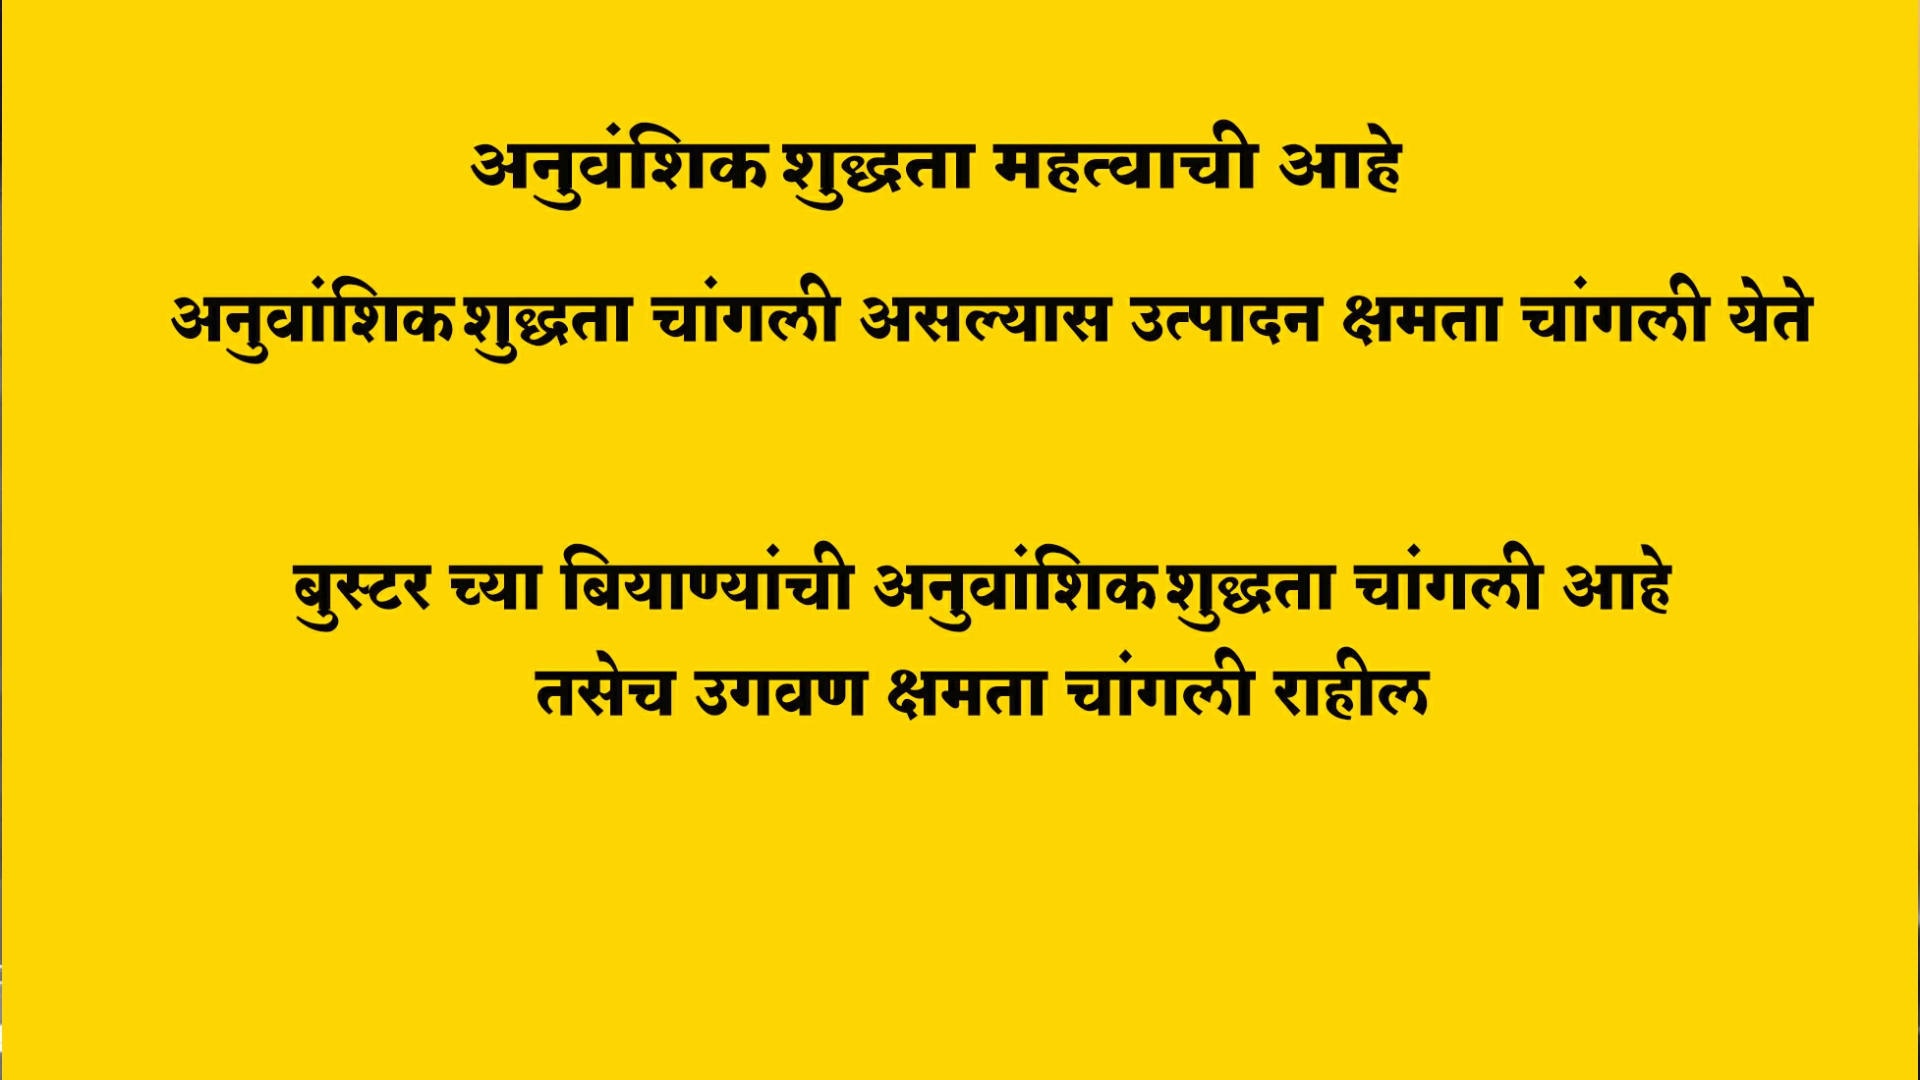 अनुवंशिक शुद्धता महत्वाची आहे
अनुवांशिक शुद्धता चांगली असल्यास उत्पादन क्षमता चांगली येते
बुस्टर च्या बियाण्यांची अनुवांशिक शुद्धता चांगली आहे
तसेच उगवण क्षमता चांगली राहील